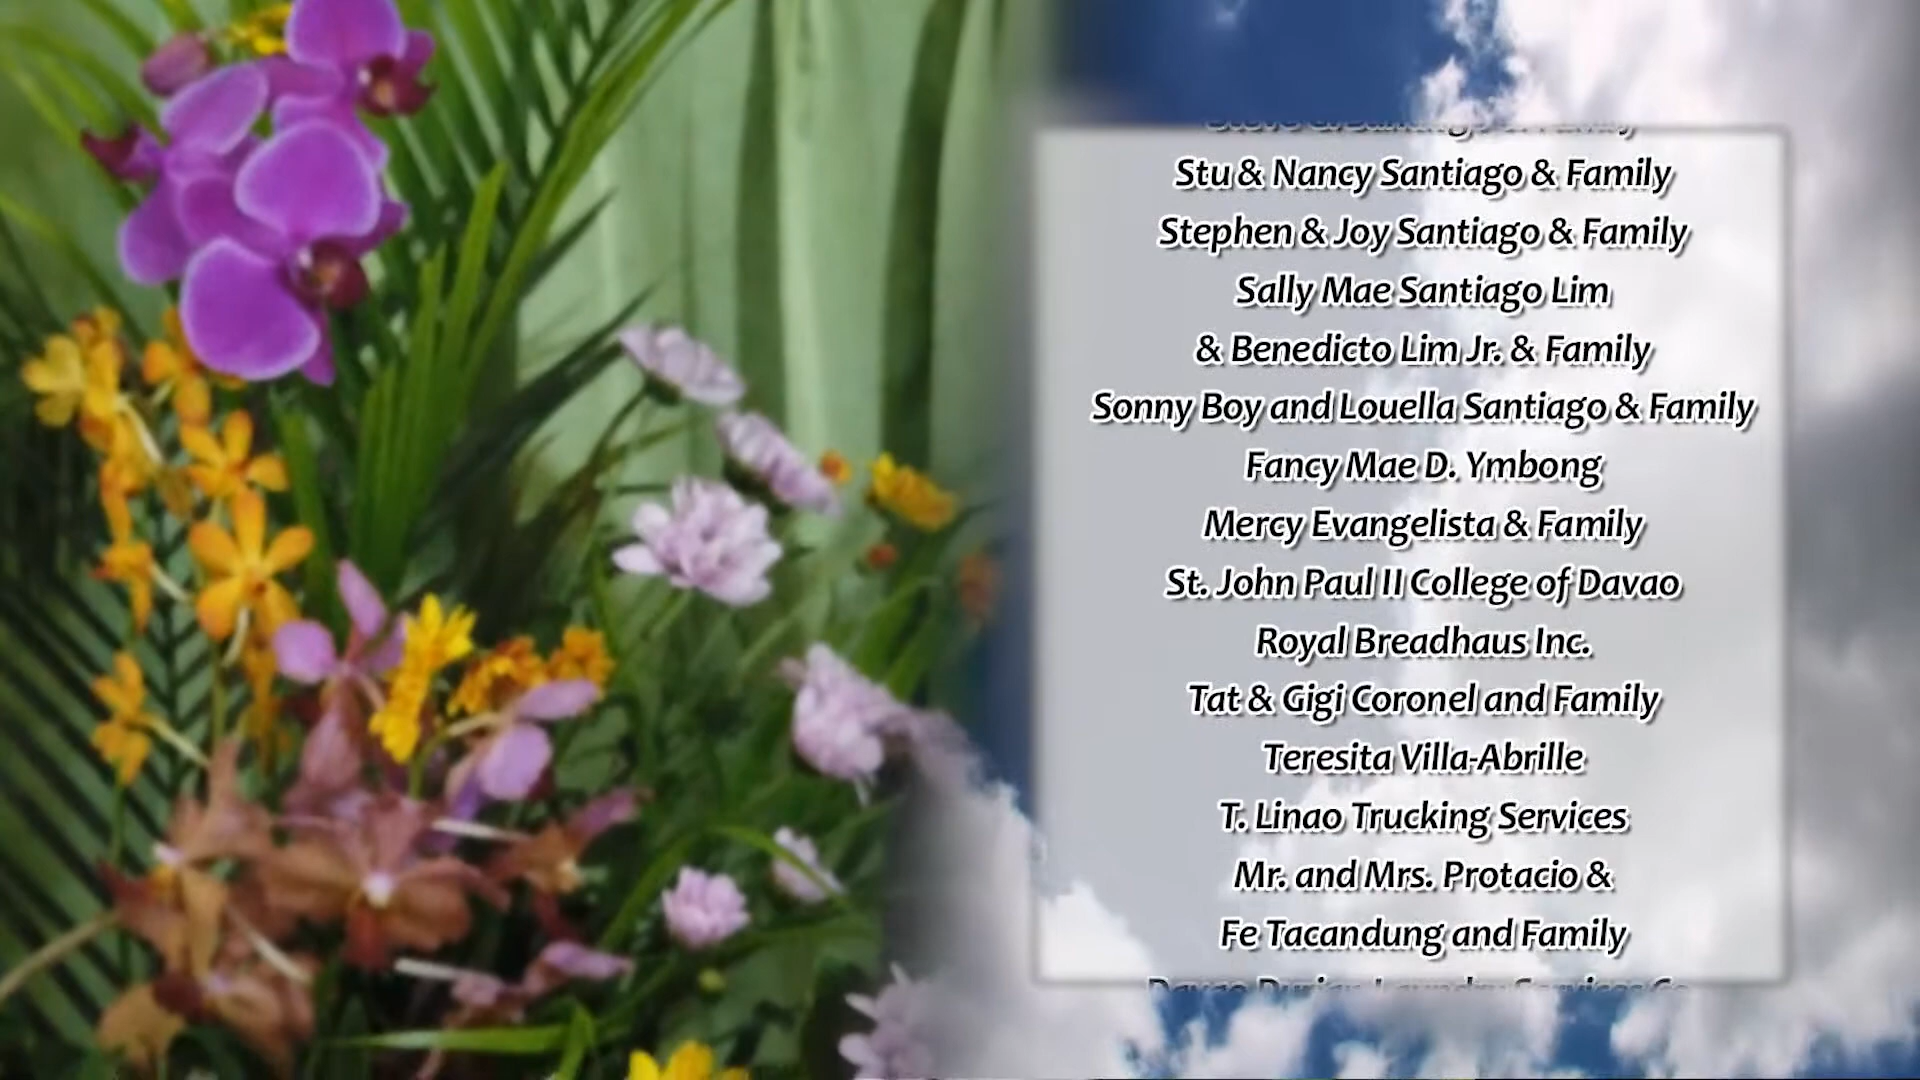 Stu & Nancy Santiago & Family
Stephen & Joy Santiago & Family
Sally Mae Santiago Lim
& Benedicto Lim Jr. & Family
Sonny Boy and Louella Santiago & Family
Fancy Mae D. Ymbong
Mercy Evangelista & Family
St. John Paul II College of Davao
Royal Breadhaus Inc.
Tat & Gigi Coronel and Family
Teresita Villa-Abrille
T. Linao Trucking Services
Mr. and Mrs. Protacio &
Fe Tacandung and Family